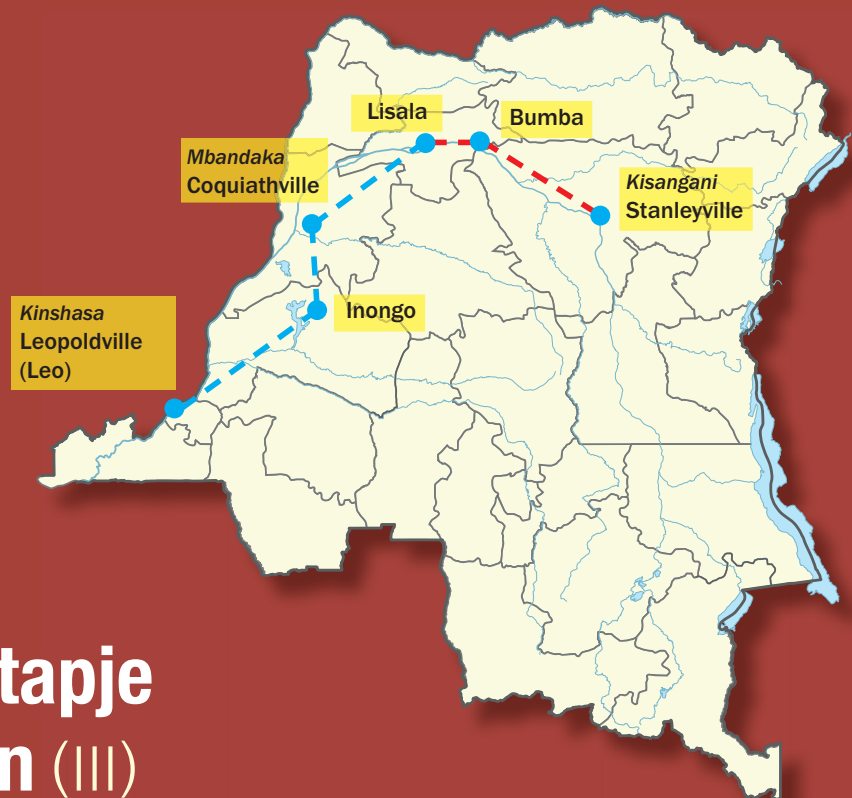 Lisala
Bumba
Mbandaka
Coquiathville
Kisangani
Stanleyville
Inongo
Kinshasa
Leopoldville
(Leo)
tapje
n (III)